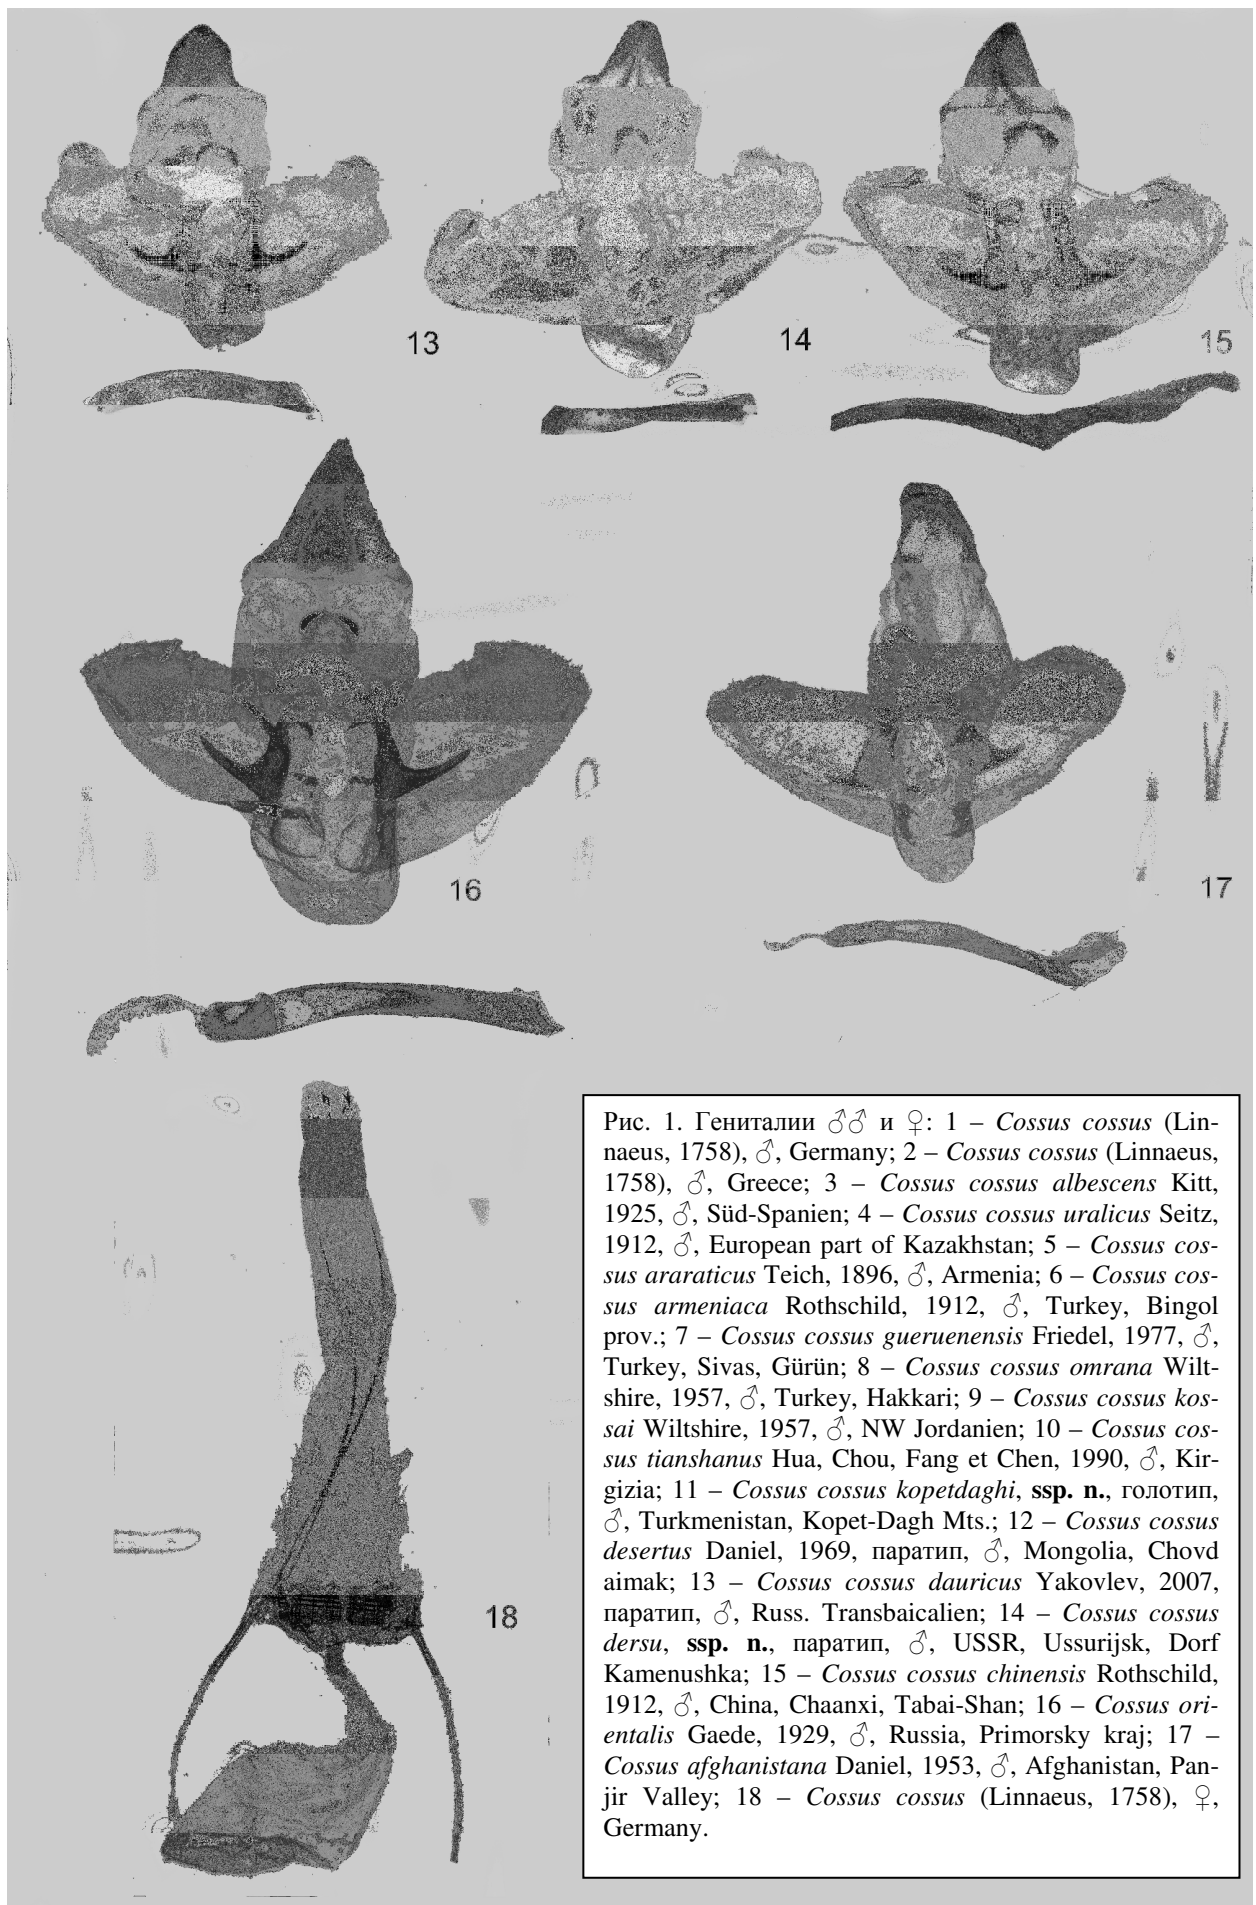 13
14
15
16
17
18
Рис. 1. Гениталии ♂♂ и ♀: 1 – Cossus cossus (Lin-
naeus, 1758), ♂, Germany; 2 – Cossus cossus (Linnaeus,
1758), ♂, Greece; 3 – Cossus cossus albescens Kitt,
1925, ♂, Süd-Spanien; 4 – Cossus cossus uralicus Seitz,
1912, ♂, European part of Kazakhstan; 5 – Cossus cos-
sus araraticus Teich, 1896, ♂, Armenia; 6 – Cossus cos-
sus armeniaca Rothschild, 1912, ♂, Turkey, Bingol
prov.; 7 – Cossus cossus gueruenensis Friedel, 1977, ♂,
Turkey, Sivas, Gürün; 8 – Cossus cossus omrana Wilt-
shire, 1957, ♂, Turkey, Hakkari; 9 – Cossus cossus kos-
sai Wiltshire, 1957, ♂, NW Jordanien; 10 – Cossus cos-
sus tianshanus Hua, Chou, Fang et Chen, 1990, ♂, Kir-
gizia; 11 – Cossus cossus kopetdaghi, ssp. n., голотип,
♂, Turkmenistan, Kopet-Dagh Mts.; 12 – Cossus cossus
desertus Daniel, 1969, паратип, ♂, Mongolia, Chovd
aimak; 13 – Cossus cossus dauricus Yakovlev, 2007,
паратип, ♂, Russ. Transbaicalien; 14 – Cossus cossus
dersu, ssp. n., паратип, ♂, USSR, Ussurijsk, Dorf
Kamenushka; 15 – Cossus cossus chinensis Rothschild,
1912, ♂, China, Chaanxi, Tabai-Shan; 16 – Cossus ori-
entalis Gaede, 1929, ♂, Russia, Primorsky kraj; 17 –
Cossus afghanistana Daniel, 1953, ♂, Afghanistan, Pan-
jir Valley; 18 – Cossus cossus (Linnaeus, 1758), ♀,
Germany.